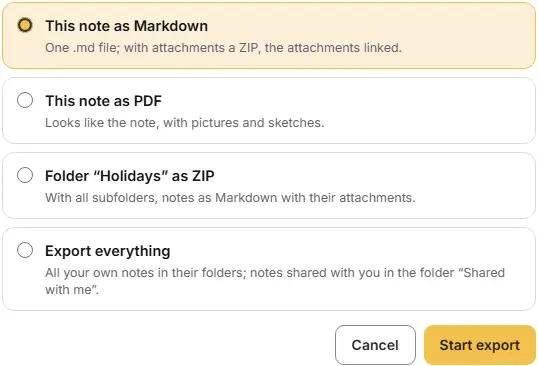 This note as Markdown
One .md file; with attachments a ZIP, the attachments linked.
This note as PDF
Looks like the note, with pictures and sketches.
Folder “Holidays” as ZIP
With all subfolders, notes as Markdown with their attachments.
Export everything
All your own notes in their folders; notes shared with you in the folder “Shared
with me”.
Cancel
Start export